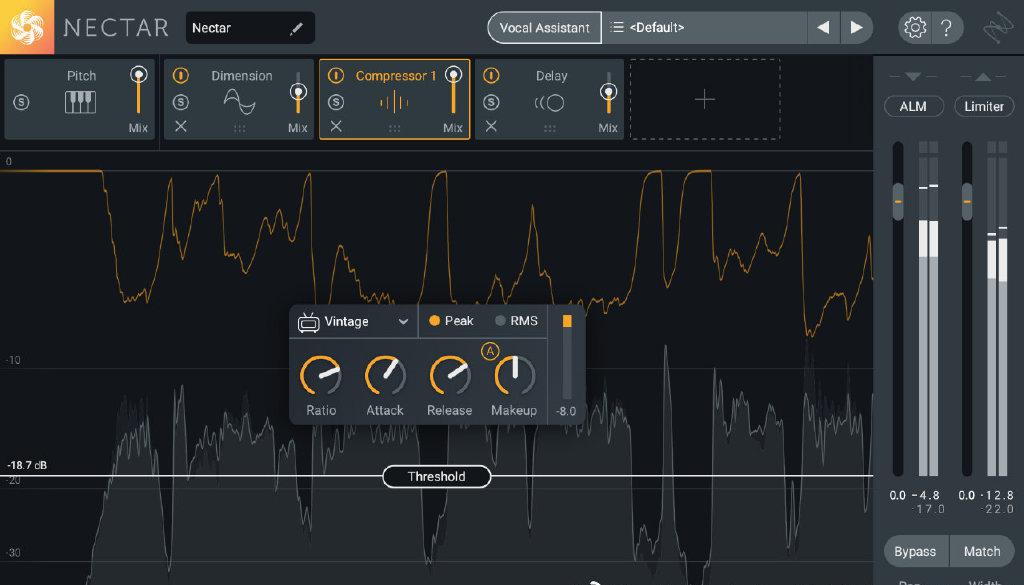 NECTAR
Nectar
Vocal Assistant
<Default>
?
Pitch
S
Mix
Dimension
S
Mix
Compressor 1
S
Mix
Delay
S
Mix
ALM
Limiter
0
-10
-18.7 dB
-20
-30
Threshold
Vintage
Peak
RMS
A
Ratio
Attack
Release
Makeup
-8.0
0.0 -4.8
-17.0
0.0 -12.8
-22.0
Bypass
Match
Width